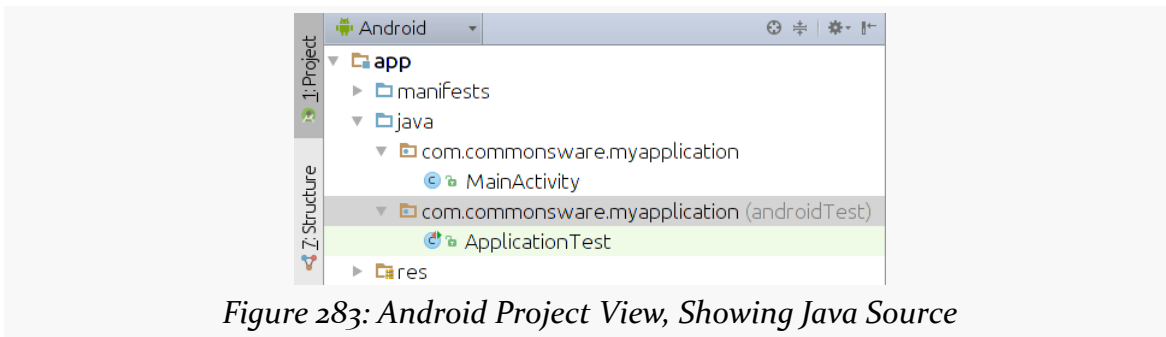 Android
1: Project
app
manifests
java
com.commonsware.myapplication
MainActivity
com.commonsware.myapplication (androidTest)
ApplicationTest
res
7: Structure
Figure 283: Android Project View, Showing Java Source